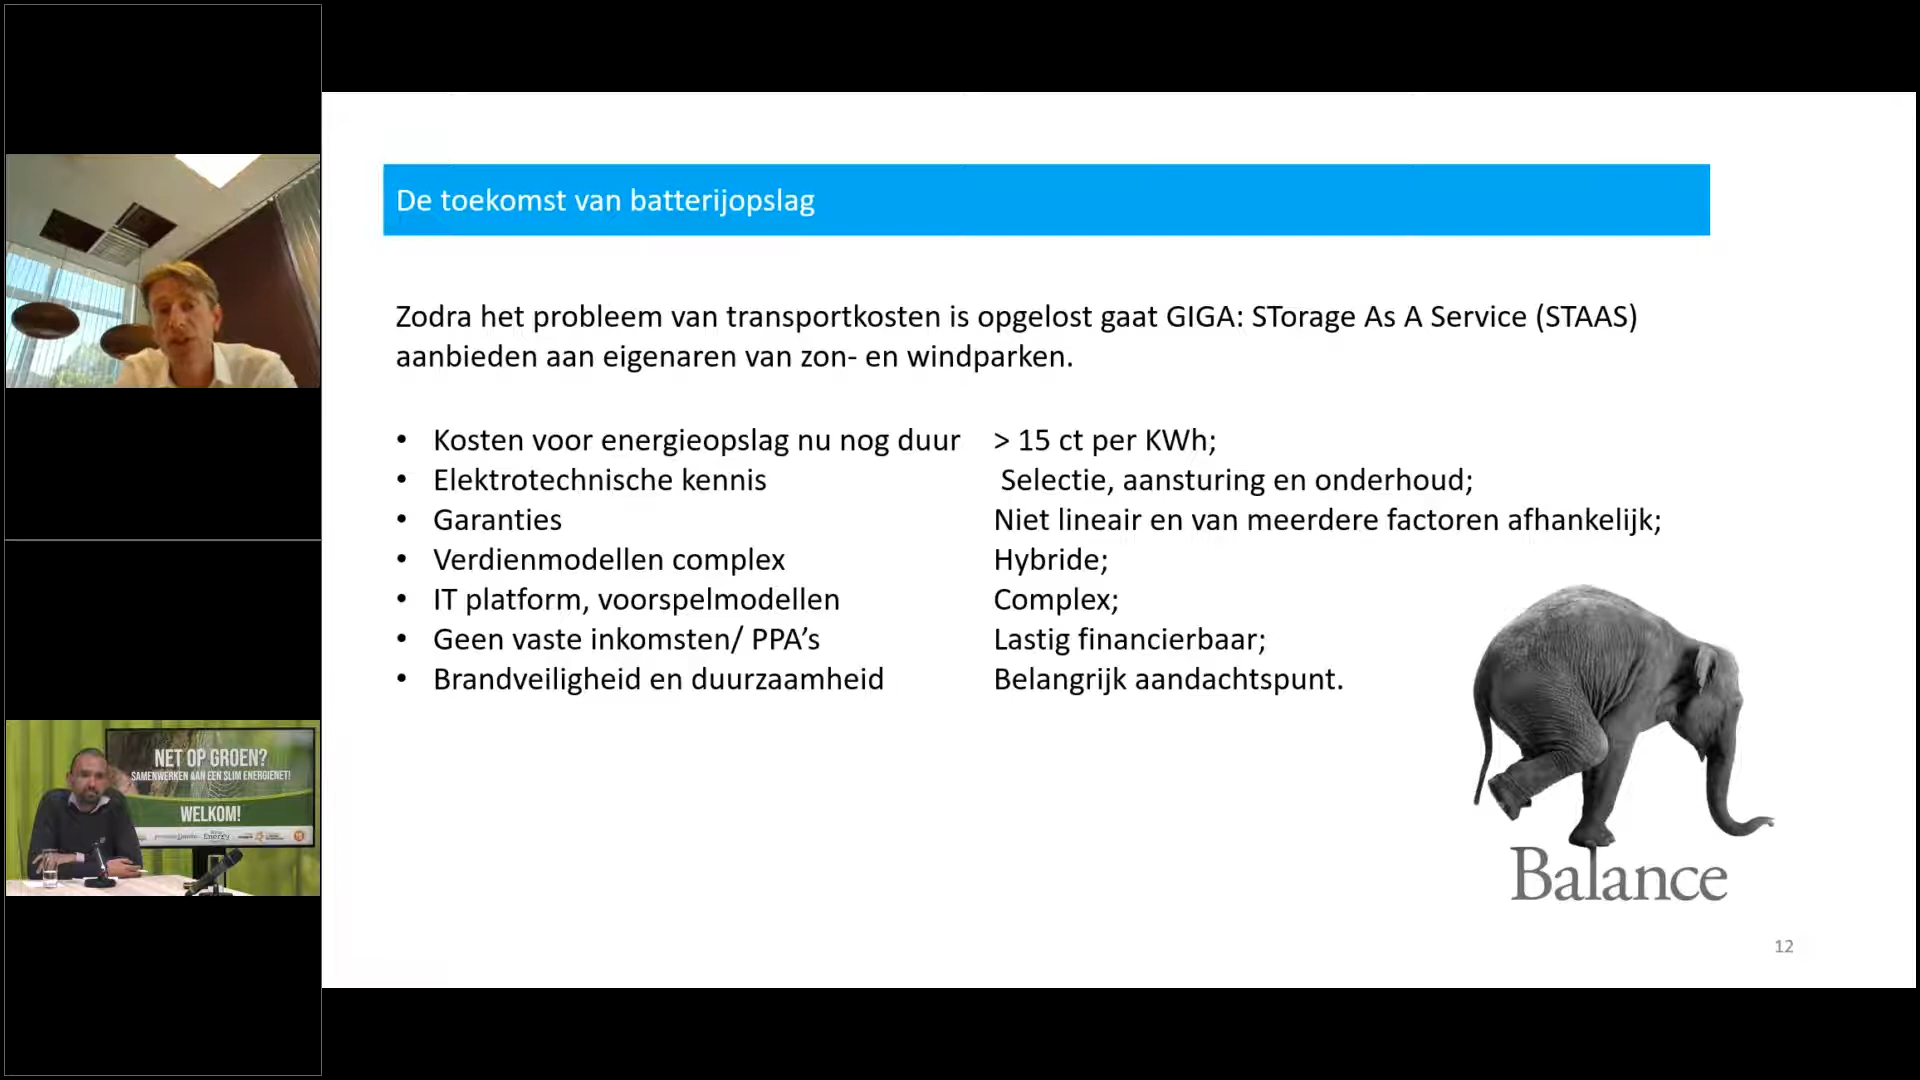 De toekomst van batterijopslag
Zodra het probleem van transportkosten is opgelost gaat GIGA: STorage As A Service (STAAS)
aanbieden aan eigenaren van zon- en windparken.
• Kosten voor energieopslag nu nog duur > 15 ct per KWh;
• Elektrotechnische kennis Selectie, aansturing en onderhoud;
• Garanties Niet lineair en van meerdere factoren afhankelijk;
• Verdienmodellen complex Hybride;
• IT platform, voorspelmodellen Complex;
• Geen vaste inkomsten/ PPA’s Lastig financierbaar;
• Brandveiligheid en duurzaamheid Belangrijk aandachtspunt.
Balance
12
NET OP GROEN?
SAMENWERKEN AAN EEN SLIM ENERGIENET!
WELKOM!
Energy